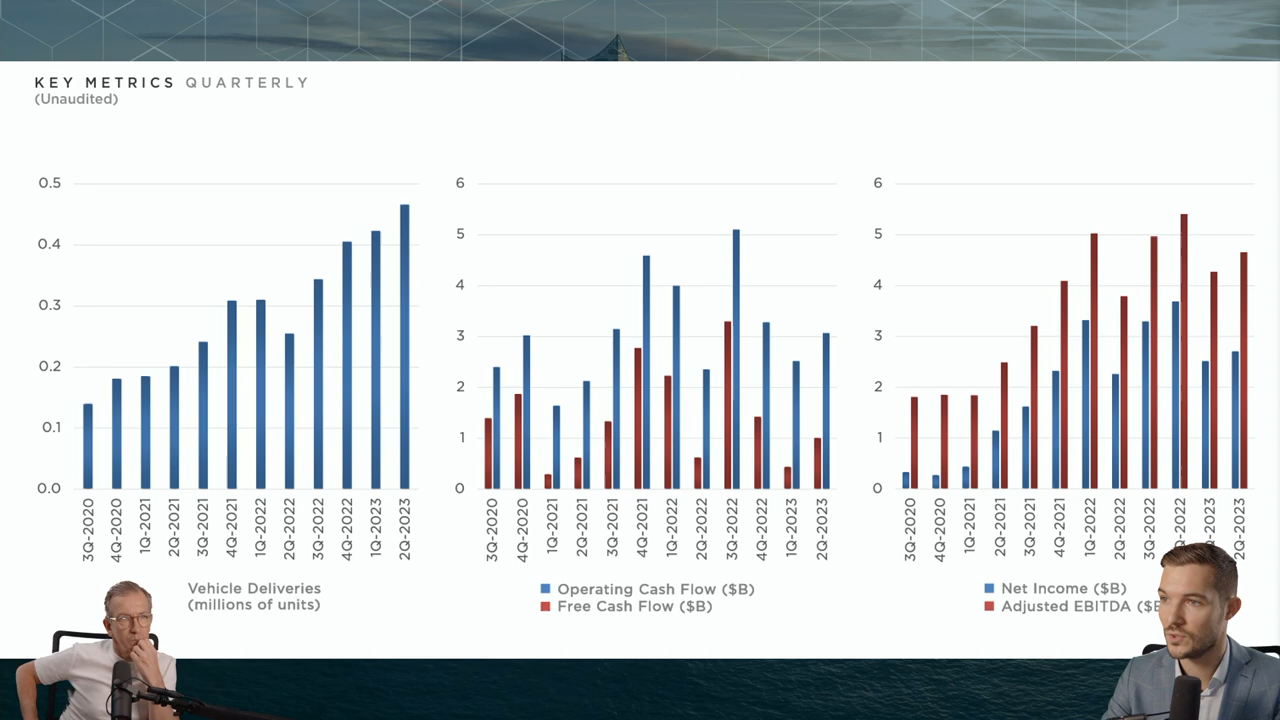 KEY METRICS QUARTERLY
(Unaudited)
0.5
0.4
0.3
0.2
0.1
0.0
3Q-2020
4Q-2020
1Q-2021
2Q-2021
3Q-2021
4Q-2021
1Q-2022
2Q-2022
3Q-2022
4Q-2022
1Q-2023
2Q-2023
Vehicle Deliveries
(millions of units)
6
5
4
3
2
1
0
3Q-2020
4Q-2020
1Q-2021
2Q-2021
3Q-2021
4Q-2021
1Q-2022
2Q-2022
3Q-2022
4Q-2022
1Q-2023
2Q-2023
Operating Cash Flow ($B)
Free Cash Flow ($B)
6
5
4
3
2
1
0
3Q-2020
4Q-2020
1Q-2021
2Q-2021
3Q-2021
4Q-2021
1Q-2022
2Q-2022
3Q-2022
-2022
-2023
2Q-2023
Net Income ($B)
Adjusted EBITDA ($